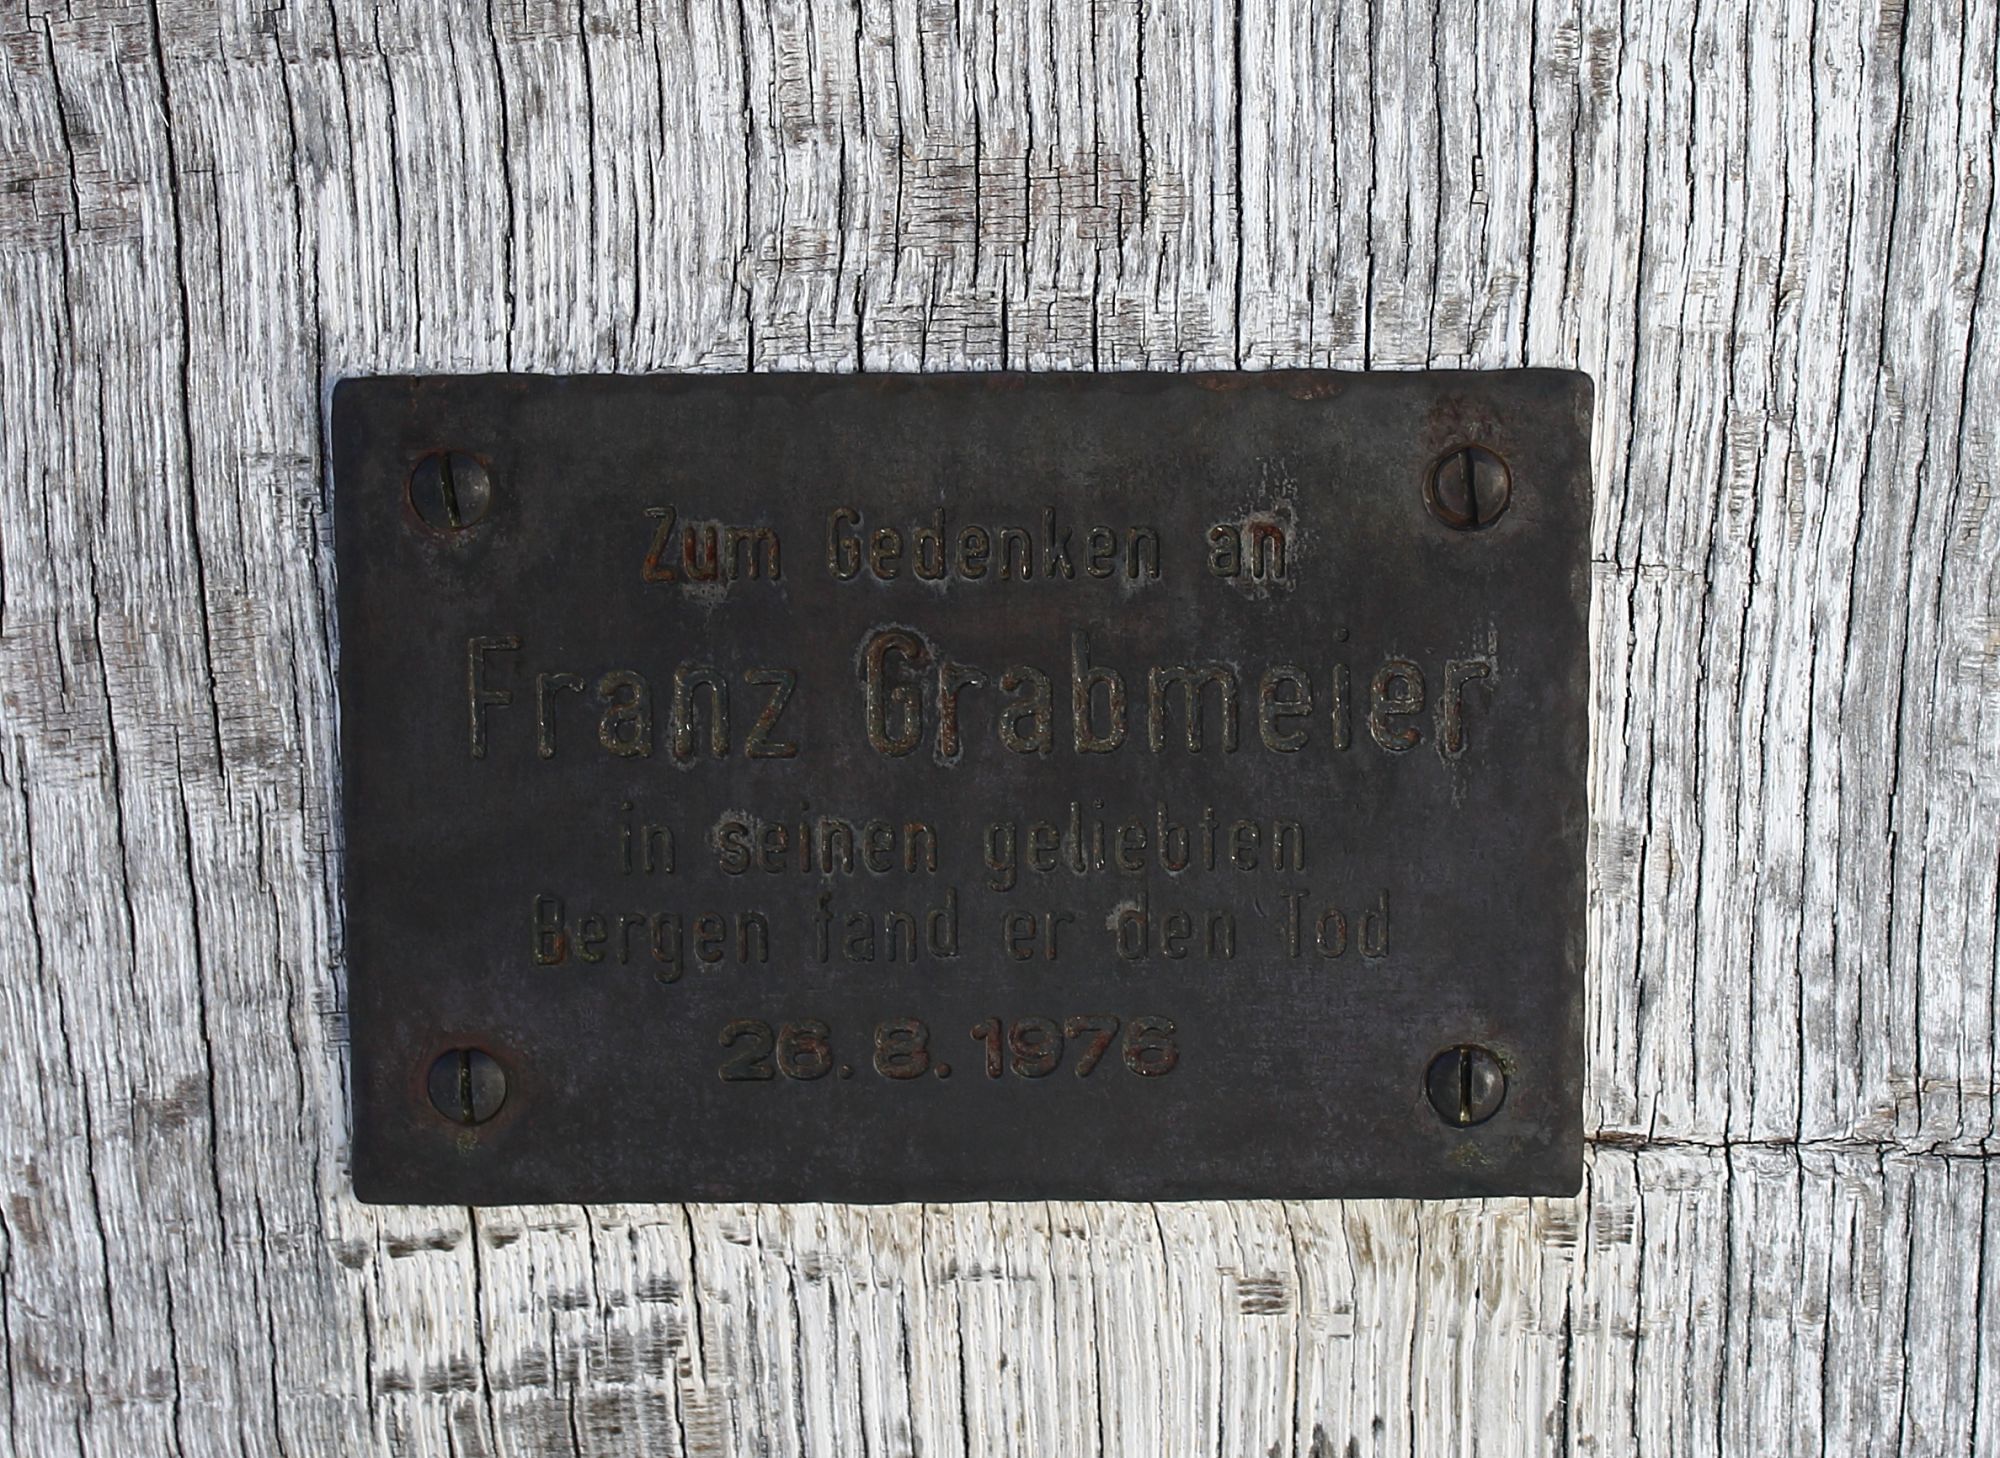 Zum Gedenken an
Franz Grabmeier
in seinen geliebten
Bergen fand er den Tod
26. 8. 1976